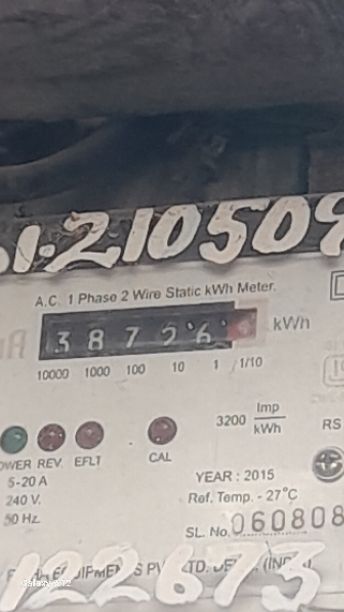 1-210509
A.C. 1 Phase 2 Wire Static kWh Meter.
38726 kWh
10000 1000 100 10 1 1/10
3200 Imp/kWh
RS
POWER REV. EFLT CAL
5-20 A
240 V.
50 Hz.
YEAR : 2015
Ref. Temp. - 27°C
SL. No. 060808
LTD.
122673